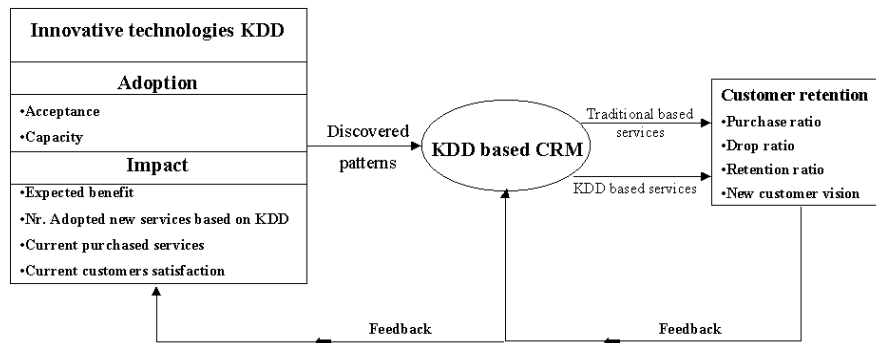 Innovative technologies KDD
Adoption
•Acceptance
•Capacity
Impact
•Expected benefit
•Nr. Adopted new services based on KDD
•Current purchased services
•Current customers satisfaction
Discovered
patterns
KDD based CRM
Traditional based
services
KDD based services
Customer retention
•Purchase ratio
•Drop ratio
•Retention ratio
•New customer vision
Feedback
Feedback